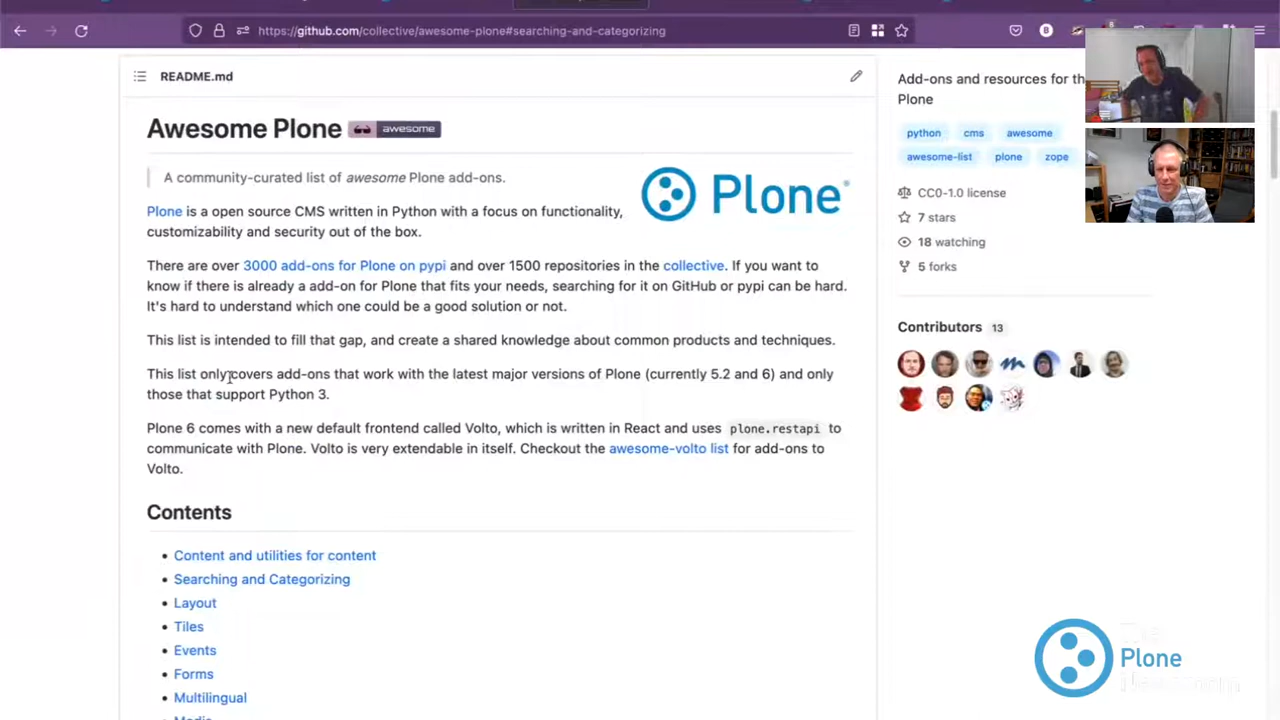 https://github.com/collective/awesome-plone#searching-and-categorizing
README.md
Awesome Plone
awesome
A community-curated list of awesome Plone add-ons.
Plone
Plone is a open source CMS written in Python with a focus on functionality,
customizability and security out of the box.
There are over 3000 add-ons for Plone on pypi and over 1500 repositories in the collective. If you want to
know if there is already a add-on for Plone that fits your needs, searching for it on GitHub or pypi can be hard.
It's hard to understand which one could be a good solution or not.
This list is intended to fill that gap, and create a shared knowledge about common products and techniques.
This list only covers add-ons that work with the latest major versions of Plone (currently 5.2 and 6) and only
those that support Python 3.
Plone 6 comes with a new default frontend called Volto, which is written in React and uses plone.restapi to
communicate with Plone. Volto is very extendable in itself. Checkout the awesome-volto list for add-ons to
Volto.
Contents
Content and utilities for content
Searching and Categorizing
Layout
Tiles
Events
Forms
Multilingual
Add-ons and resources for th
Plone
python cms awesome
awesome-list plone zope
CC0-1.0 license
7 stars
18 watching
5 forks
Contributors 13
The
Plone
Newsroom